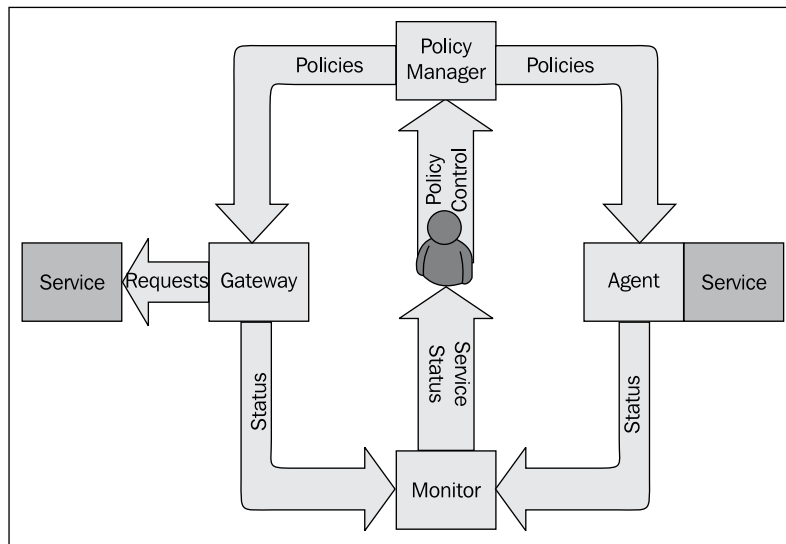 Policy
Manager
Policies
Policies
Policy
Control
Service
Requests
Gateway
Agent
Service
Status
Status
Service
Status
Monitor